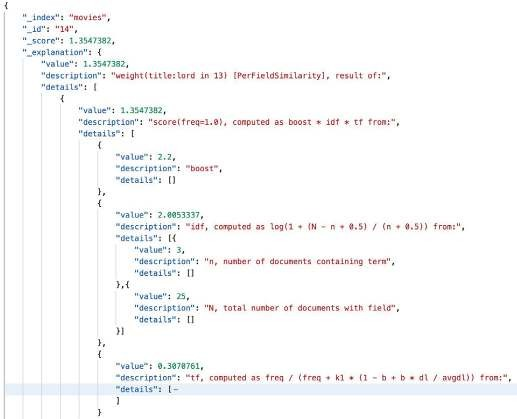 {
"_index": "movies",
"_id": "14",
"_score": 1.3547382,
"_explanation": {
"value": 1.3547382,
"description": "weight(title:lord in 13) [PerFieldSimilarity], result of:",
"details": [
{
"value": 1.3547382,
"description": "score(freq=1.0), computed as boost * idf * tf from:",
"details": [
{
"value": 2.2,
"description": "boost",
"details": []
},
{
"value": 2.0053337,
"description": "idf, computed as log(1 + (N - n + 0.5) / (n + 0.5)) from:",
"details": [{
"value": 3,
"description": "n, number of documents containing term",
"details": []
},{
"value": 25,
"description": "N, total number of documents with field",
"details": []
}]
},
{
"value": 0.3070761,
"description": "tf, computed as freq / (freq + k1 * (1 - b + b * dl / avgdl)) from:",
"details": [⋯
]
}